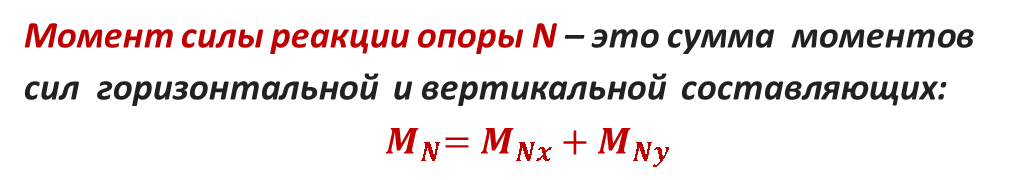 Момент силы реакции опоры N – это сумма моментов
сил горизонтальной и вертикальной составляющих:
M_N = M_Nx + M_Ny